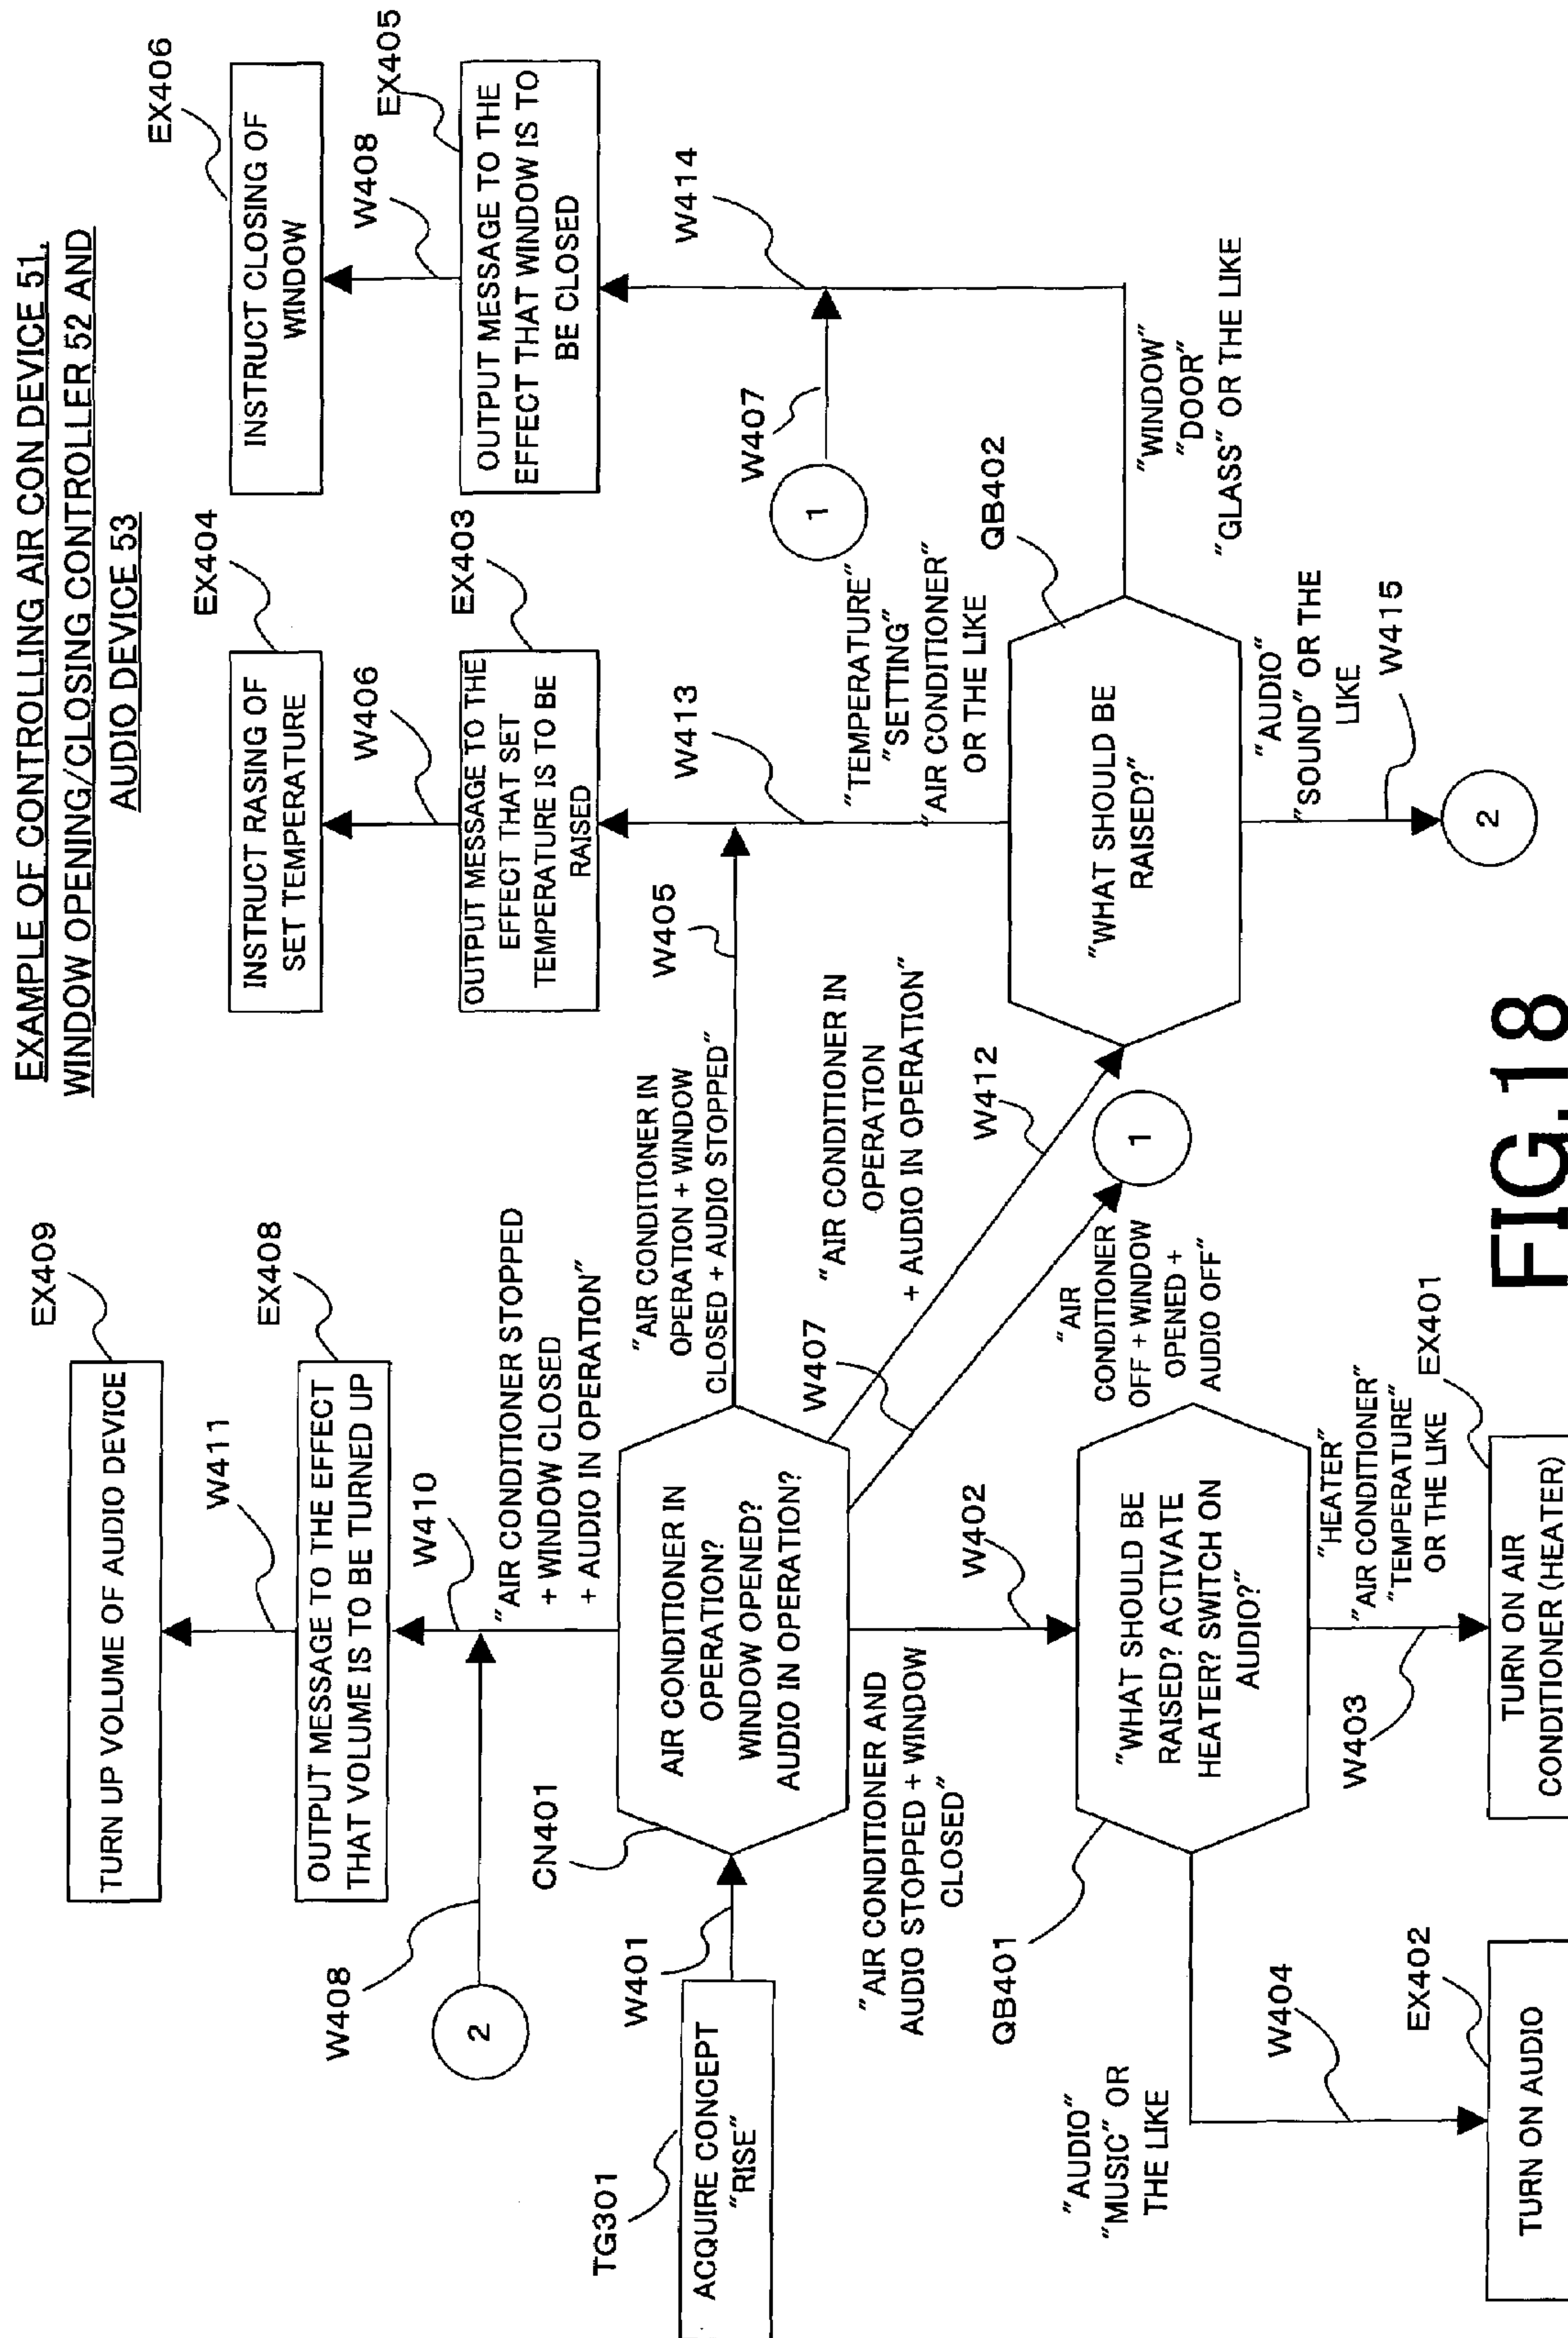 EXAMPLE OF CONTROLLING AIR CON DEVICE 51,
WINDOW OPENING/CLOSING CONTROLLER 52 AND
AUDIO DEVICE 53
EX409
TURN UP VOLUME OF AUDIO DEVICE
W411
EX408
OUTPUT MESSAGE TO THE EFFECT
THAT VOLUME IS TO BE TURNED UP
W410
"AIR CONDITIONER STOPPED
+ WINDOW CLOSED
+ AUDIO IN OPERATION"
W408
2
CN401
AIR CONDITIONER IN
OPERATION?
WINDOW OPENED?
AUDIO IN OPERATION?
W401
TG301
ACQUIRE CONCEPT
"RISE"
EX404
INSTRUCT RASING OF
SET TEMPERATURE
W406
EX403
OUTPUT MESSAGE TO THE
EFFECT THAT SET
TEMPERATURE IS TO BE
RAISED
W413
W405
"AIR CONDITIONER IN
OPERATION + WINDOW
CLOSED + AUDIO STOPPED"
EX406
INSTRUCT CLOSING OF
WINDOW
W408
EX405
OUTPUT MESSAGE TO THE
EFFECT THAT WINDOW IS TO
BE CLOSED
W414
W407
1
"TEMPERATURE"
"SETTING"
"AIR CONDITIONER"
OR THE LIKE
QB402
"WHAT SHOULD BE
RAISED?"
"WINDOW"
"DOOR"
"GLASS" OR THE LIKE
"AUDIO"
"SOUND" OR THE
LIKE
W415
2
"AIR CONDITIONER IN
OPERATION
+ AUDIO IN OPERATION"
W412
W407
1
"AIR
CONDITIONER
OFF + WINDOW
OPENED +
AUDIO OFF"
W402
"AIR CONDITIONER AND
AUDIO STOPPED + WINDOW
CLOSED"
QB401
"WHAT SHOULD BE
RAISED? ACTIVATE
HEATER? SWITCH ON
AUDIO?"
"HEATER"
"AIR CONDITIONER"
"TEMPERATURE"
OR THE LIKE
W403
EX401
TURN ON AIR
CONDITIONER (HEATER)
"AUDIO"
"MUSIC" OR
THE LIKE
W404
EX402
TURN ON AUDIO
FIG.18